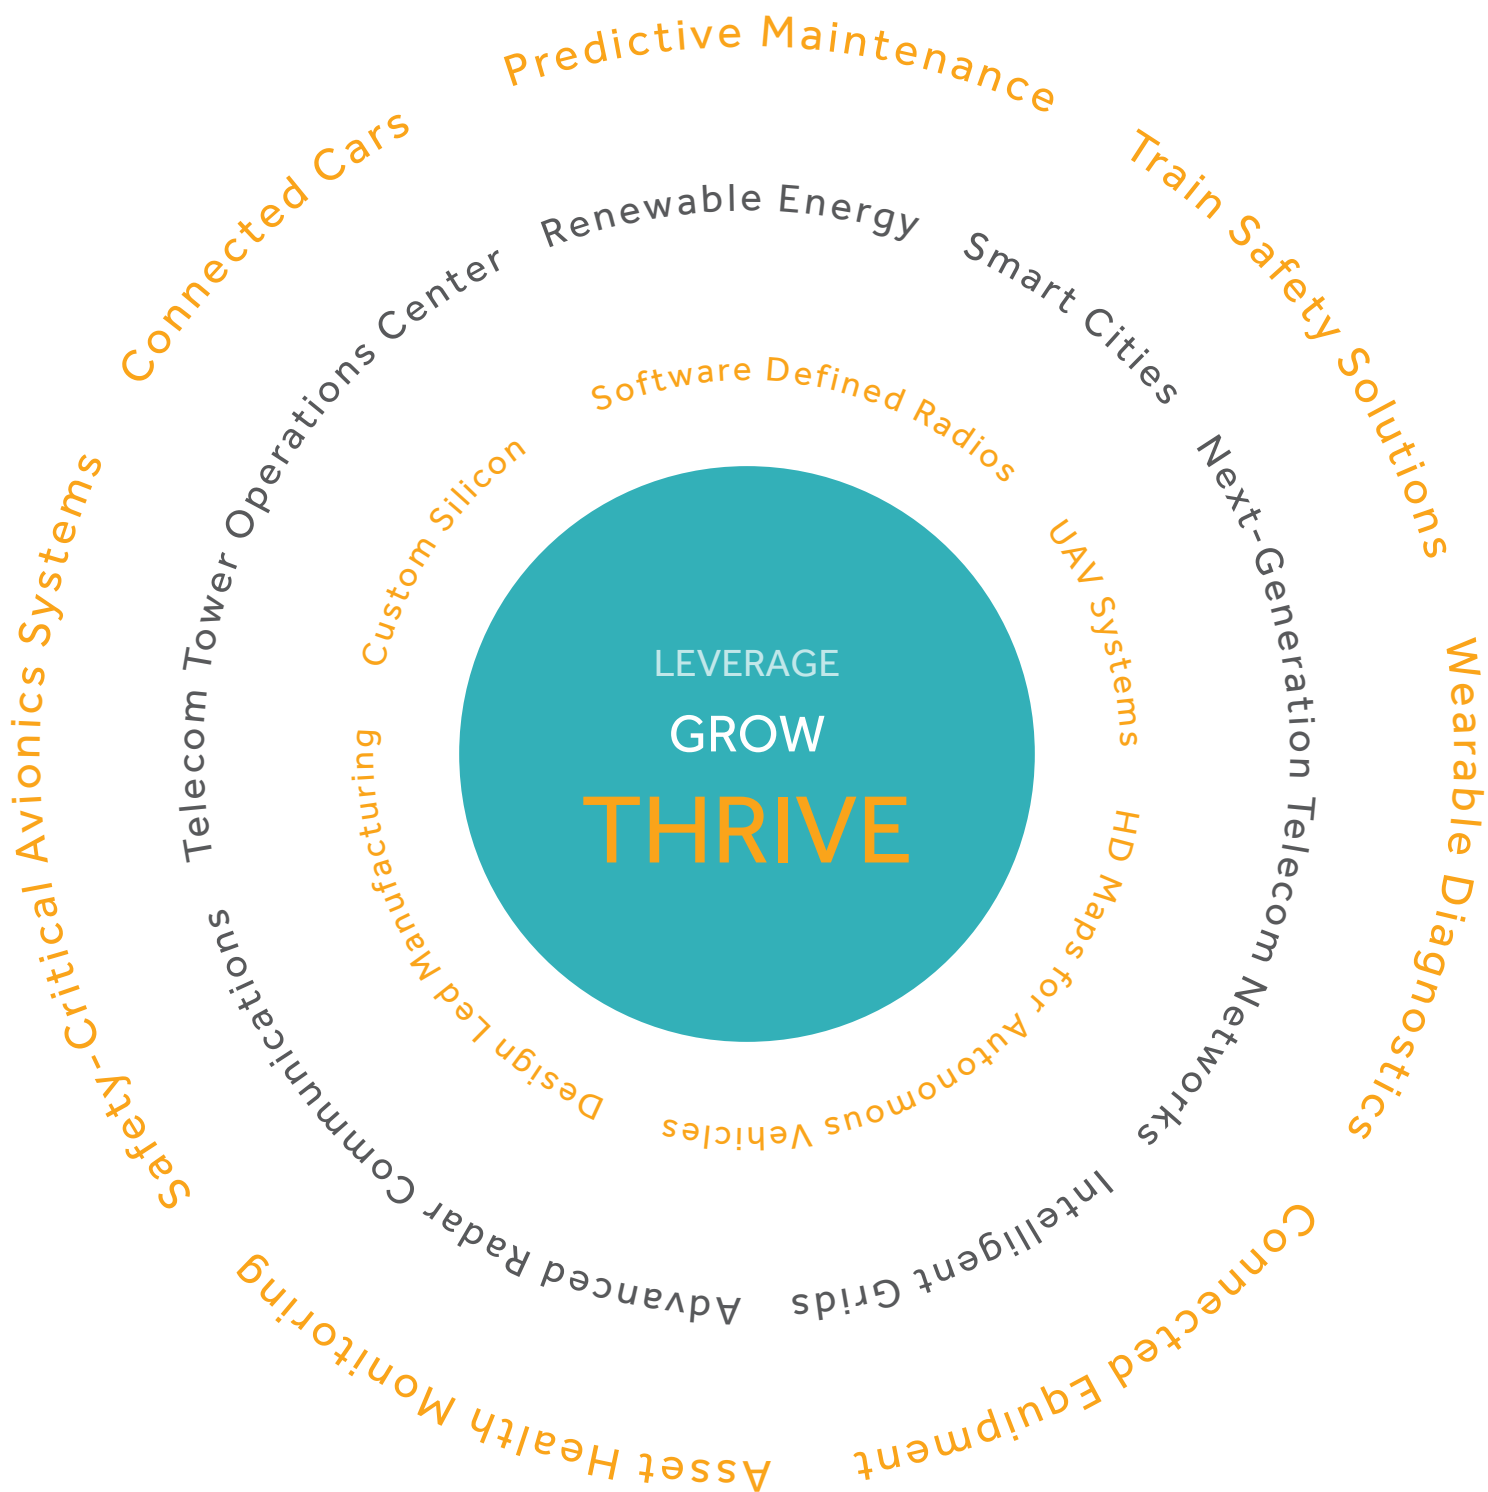 Predictive Maintenance
Train Safety Solutions
Wearable Diagnostics
Connected Equipment
Asset Health Monitoring
Safety-Critical Avionics Systems
Connected Cars
Renewable Energy
Smart Cities
Next-Generation Telecom Networks
Intelligent Grids
Advanced Radar Communications
Telecom Tower Operations Center
Software Defined Radios
UAV Systems
HD Maps for Autonomous Vehicles
Design Led Manufacturing
Custom Silicon
LEVERAGE
GROW
THRIVE